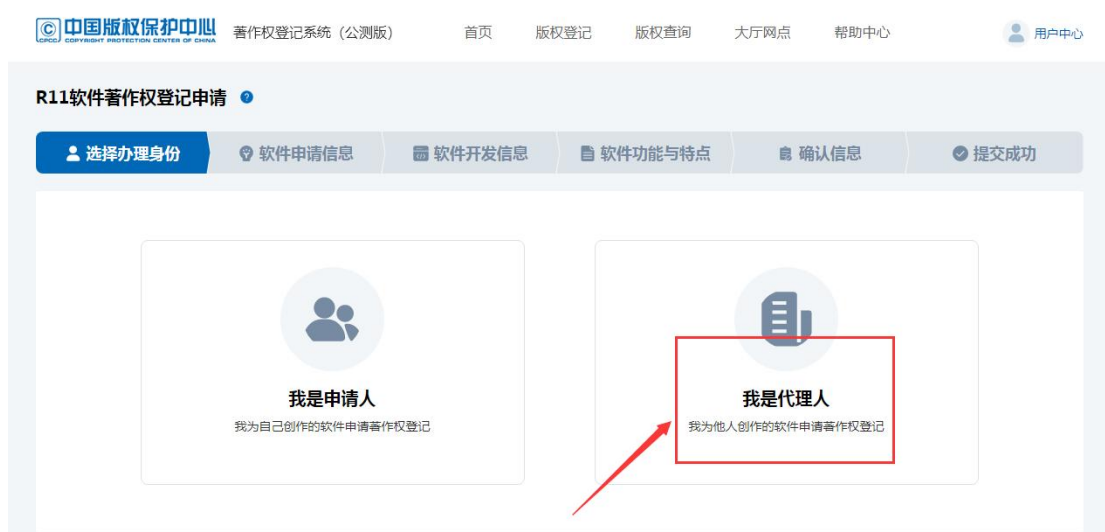 中国版权保护中心
CPCC COPYRIGHT PROTECTION CENTER OF CHINA
著作权登记系统（公测版）
首页 版权登记 版权查询 大厅网点 帮助中心 用户中心
R11软件著作权登记申请
选择办理身份 软件申请信息 软件开发信息 软件功能与特点 确认信息 提交成功
我是申请人
我为自己创作的软件申请著作权登记
我是代理人
我为他人创作的软件申请著作权登记